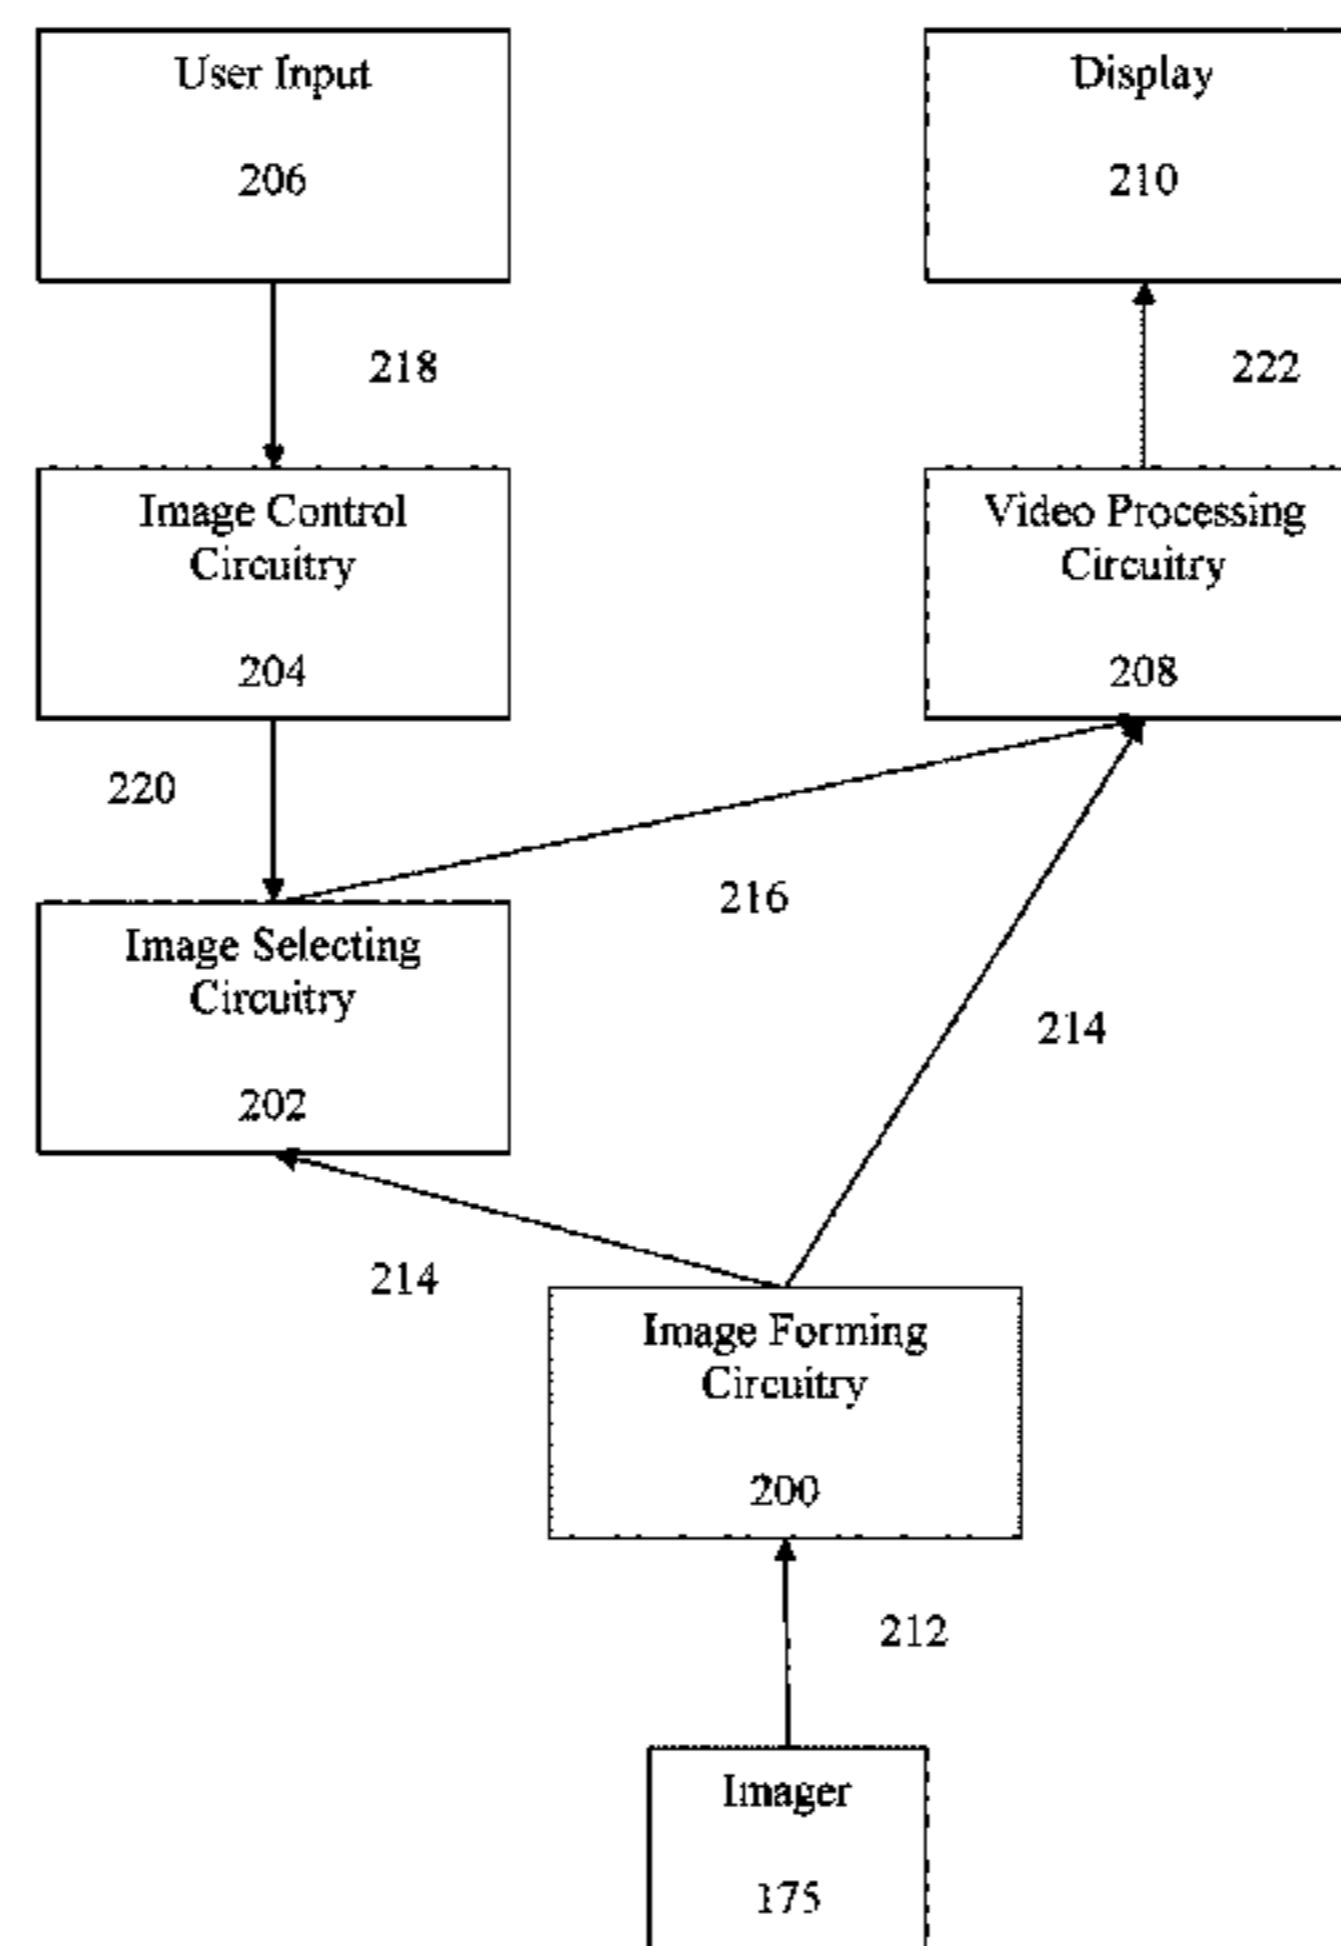 User Input
206
Display
210
218
222
Image Control
Circuitry
204
Video Processing
Circuitry
208
220
216
Image Selecting
Circuitry
202
214
214
Image Forming
Circuitry
200
212
Imager
175